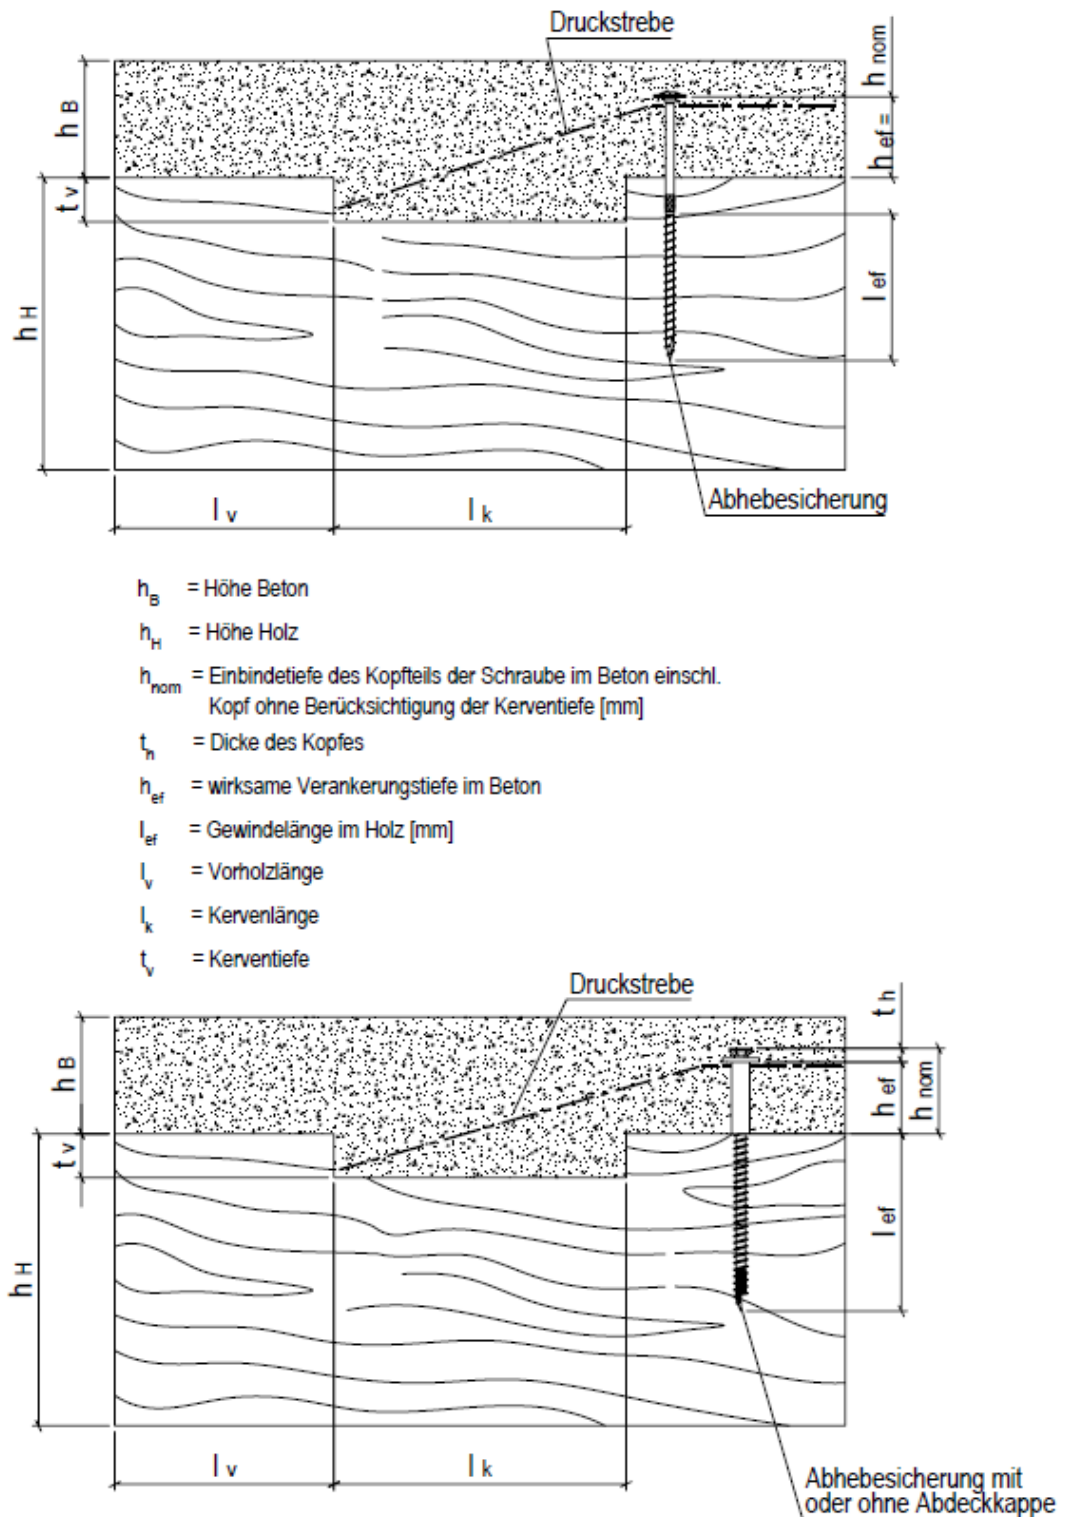 Druckstrebe
h nom
h B
h ef =
t v
l ef
h H
Abhebesicherung
l v
l k
h_B = Höhe Beton
h_H = Höhe Holz
h_nom = Einbindetiefe des Kopfteils der Schraube im Beton einschl.
Kopf ohne Berücksichtigung der Kerventiefe [mm]
t_h = Dicke des Kopfes
h_ef = wirksame Verankerungstiefe im Beton
l_ef = Gewindelänge im Holz [mm]
l_v = Vorholzlänge
l_k = Kervenlänge
t_v = Kerventiefe
Druckstrebe
t h
h B
h ef
h nom
t v
l ef
h H
l v
l k
Abhebesicherung mit
oder ohne Abdeckkappe